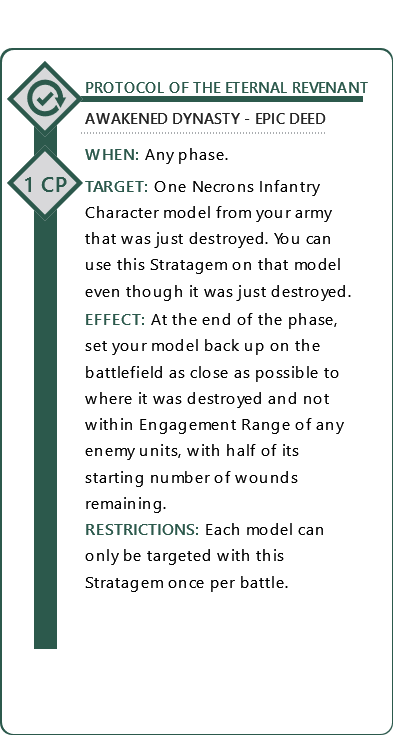 PROTOCOL OF THE ETERNAL REVENANT
AWAKENED DYNASTY - EPIC DEED
WHEN: Any phase.
1 CP
TARGET: One Necrons Infantry
Character model from your army
that was just destroyed. You can
use this Stratagem on that model
even though it was just destroyed.
EFFECT: At the end of the phase,
set your model back up on the
battlefield as close as possible to
where it was destroyed and not
within Engagement Range of any
enemy units, with half of its
starting number of wounds
remaining.
RESTRICTIONS: Each model can
only be targeted with this
Stratagem once per battle.